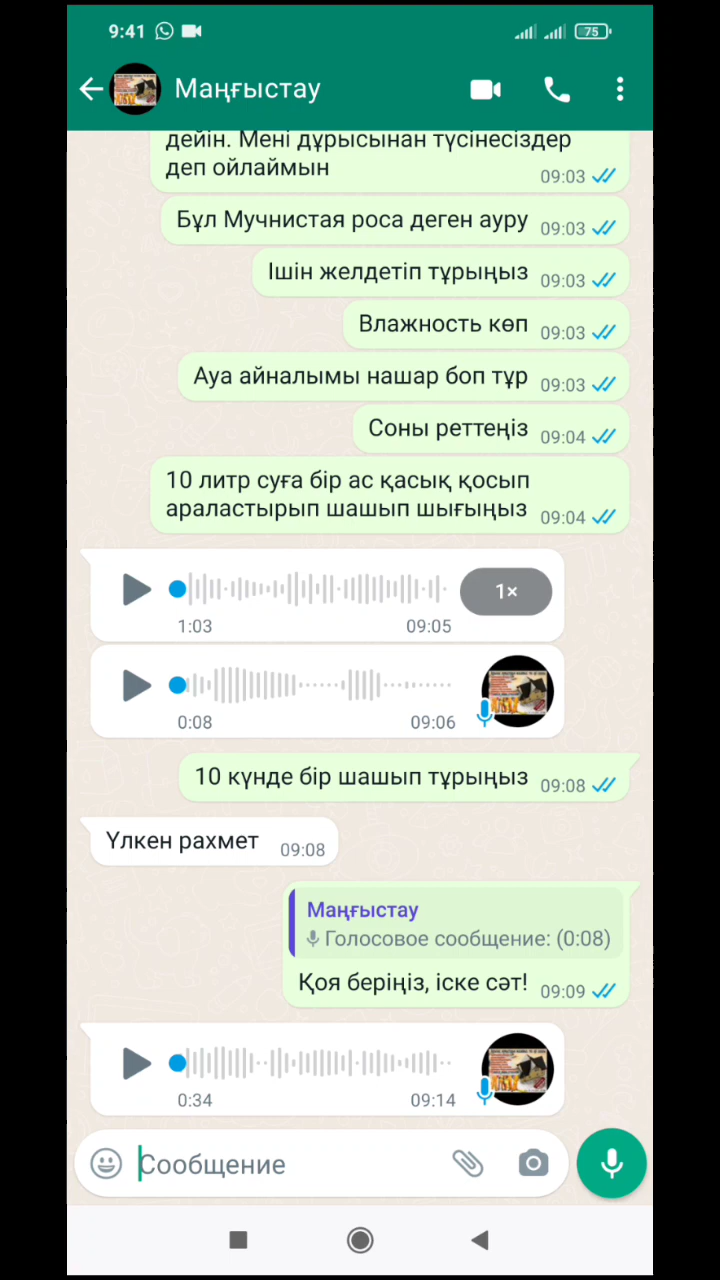 9:41
75
Маңғыстау
дейін. Мені дұрысынан түсінесіздер
деп ойлаймын
09:03
Бұл Мучнистая роса деген ауру
09:03
Ішін желдетіп тұрыңыз
09:03
Влажность көп
09:03
Ауа айналымы нашар боп тұр
09:03
Соны реттеңіз
09:04
10 литр суға бір ас қасық қосып
араластырып шашып шығыңыз
09:04
1×
1:03
09:05
0:08
09:06
10 күнде бір шашып тұрыңыз
09:08
Үлкен рахмет
09:08
Маңғыстау
Голосовое сообщение: (0:08)
Қоя беріңіз, іске сәт!
09:09
0:34
09:14
Сообщение